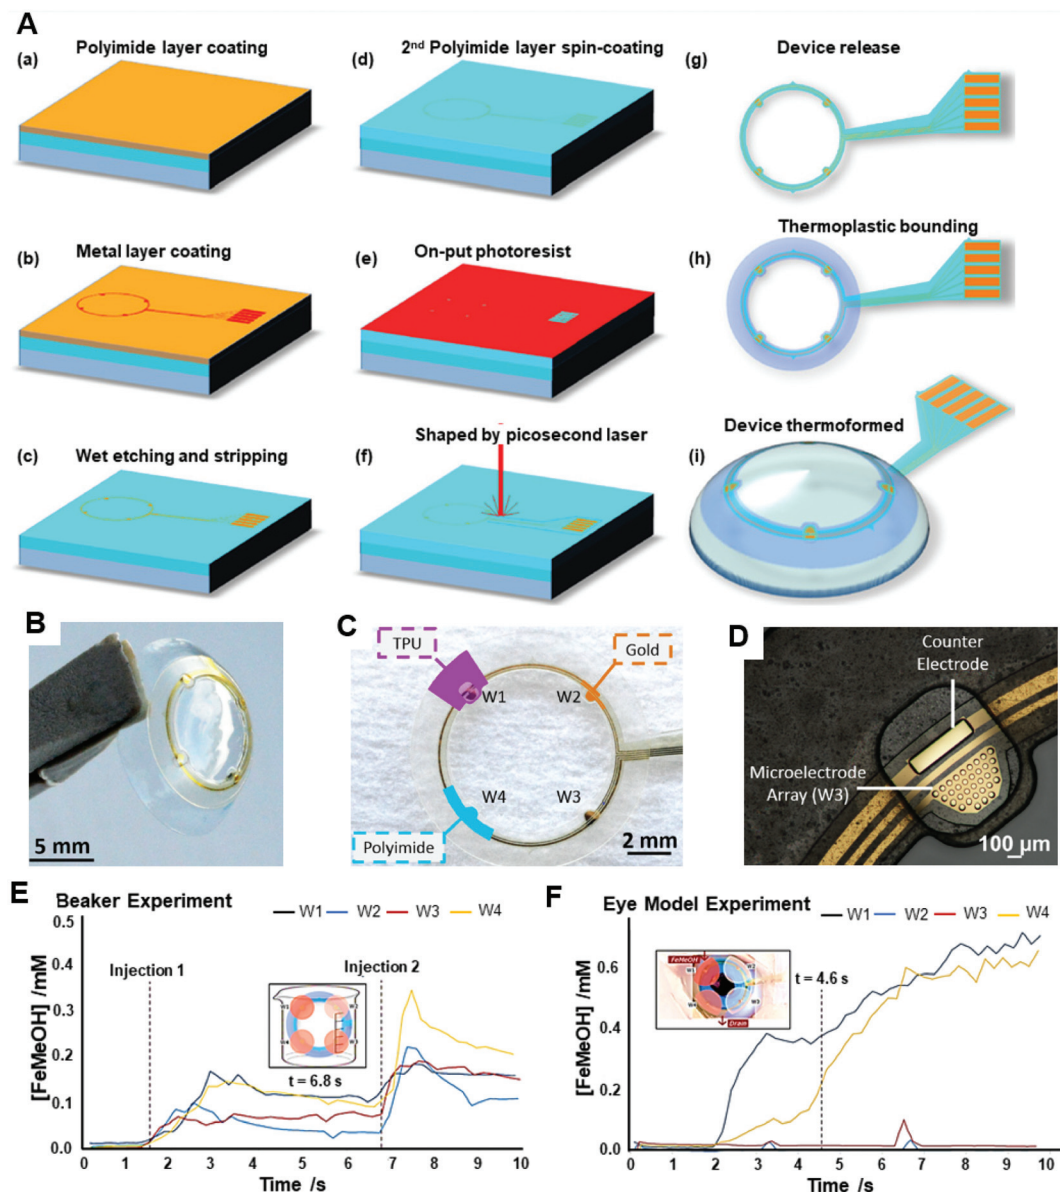 A
Polyimide layer coating
(a)
2nd Polyimide layer spin-coating
(d)
Device release
(g)
Metal layer coating
(b)
On-put photoresist
(e)
Thermoplastic bounding
(h)
Wet etching and stripping
(c)
Shaped by picosecond laser
(f)
Device thermoformed
(i)
B
5 mm
C
TPU
Gold
W1
W2
W4
W3
Polyimide
2 mm
D
Counter
Electrode
Microelectrode
Array (W3)
100 µm
E
Beaker Experiment
W1 W2 W3 W4
Injection 1
Injection 2
t = 6.8 s
[FeMeOH] /mM
0.5
0.4
0.3
0.2
0.1
0.0
0 1 2 3 4 5 6 7 8 9 10
Time /s
F
Eye Model Experiment
W1 W2 W3 W4
FeMeOH
W1
W2
W4
W3
Drain
t = 4.6 s
[FeMeOH] /mM
0.6
0.4
0.2
0.0
0 1 2 3 4 5 6 7 8 9 10
Time /s